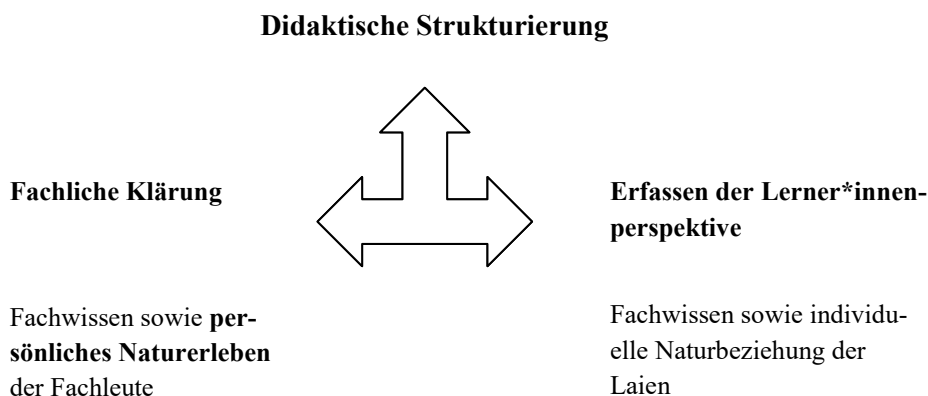 Didaktische Strukturierung
Fachliche Klärung
Fachwissen sowie per-
sönliches Naturerleben
der Fachleute
Erfassen der Lerner*innen-
perspektive
Fachwissen sowie individu-
elle Naturbeziehung der
Laien